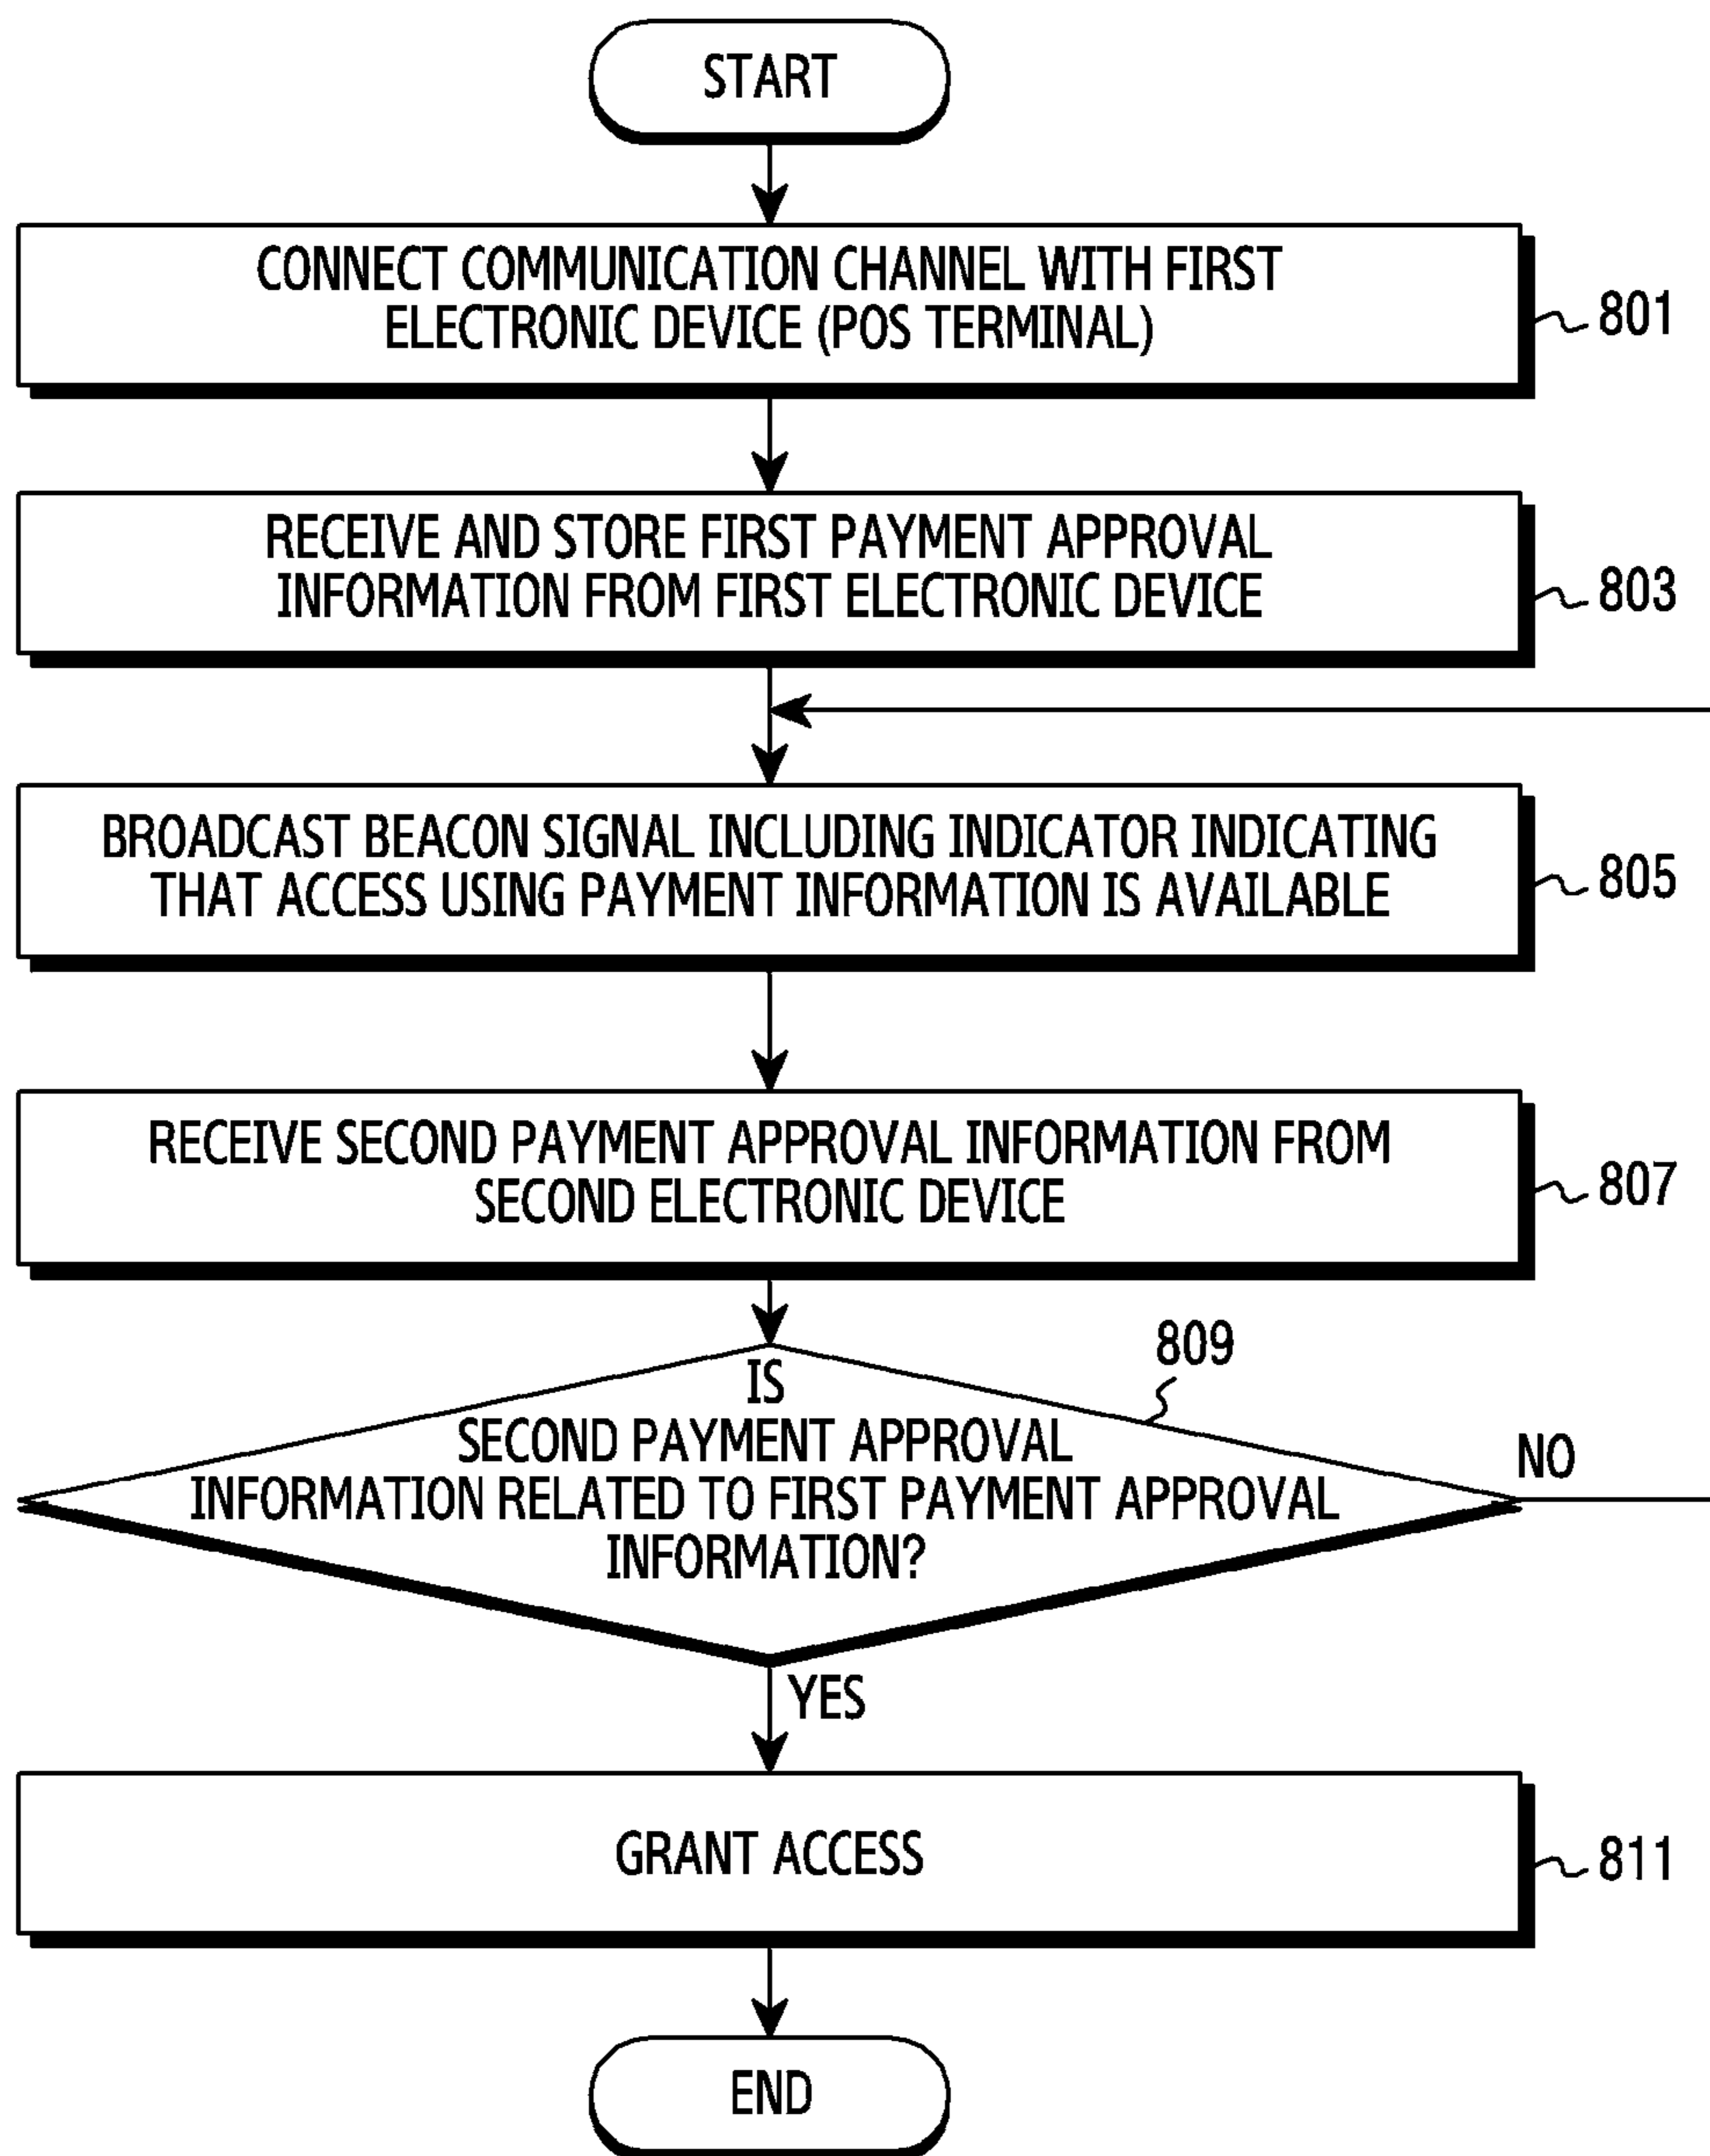 START
CONNECT COMMUNICATION CHANNEL WITH FIRST
ELECTRONIC DEVICE (POS TERMINAL)
801
RECEIVE AND STORE FIRST PAYMENT APPROVAL
INFORMATION FROM FIRST ELECTRONIC DEVICE
803
BROADCAST BEACON SIGNAL INCLUDING INDICATOR INDICATING
THAT ACCESS USING PAYMENT INFORMATION IS AVAILABLE
805
RECEIVE SECOND PAYMENT APPROVAL INFORMATION FROM
SECOND ELECTRONIC DEVICE
807
809
IS
SECOND PAYMENT APPROVAL
INFORMATION RELATED TO FIRST PAYMENT APPROVAL
INFORMATION?
NO
YES
GRANT ACCESS
811
END